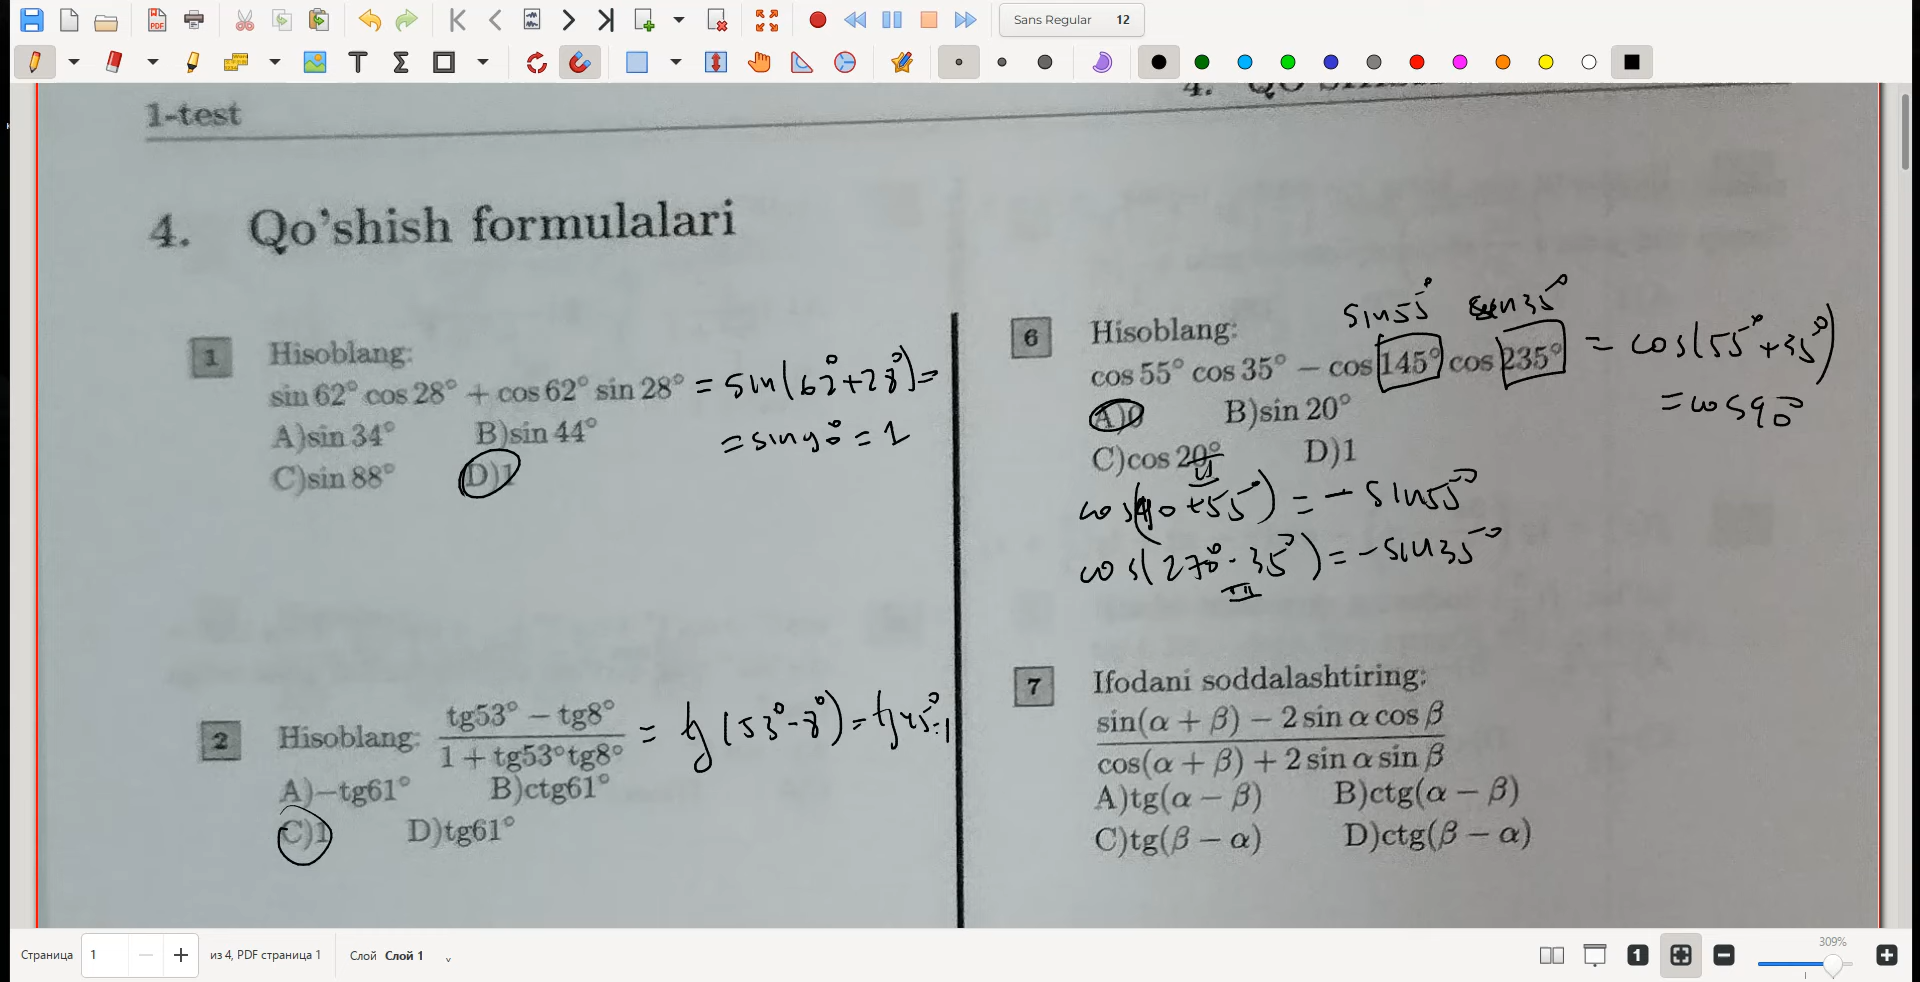 Sans Regular 12
1-test
4. Qo'shish formulalari
1 Hisoblang:
sin 62° cos 28° + cos 62° sin 28° = sin(62°+28°)=
= sin 90° = 1
A)sin 34° B)sin 44°
C)sin 88° D)1
2 Hisoblang: (tg53° − tg8°)/(1 + tg53°tg8°) = tg(53°-8°)=tg45°=1
A)−tg61° B)ctg61°
C)1 D)tg61°
6 Hisoblang:
sin55° sin35°
cos 55° cos 35° − cos 145° cos 235° = cos(55°+35°)
=cos90°
A)0 B)sin 20°
C)cos 20° D)1
II
cos(90+55°)= - sin55°
cos(270°-35°)= -sin35°
III
7 Ifodani soddalashtiring:
sin(α + β) − 2 sin α cos β
cos(α + β) + 2 sin α sin β
A)tg(α − β) B)ctg(α − β)
C)tg(β − α) D)ctg(β − α)
Страница 1 из 4, PDF страница 1 Слой Слой 1 309%